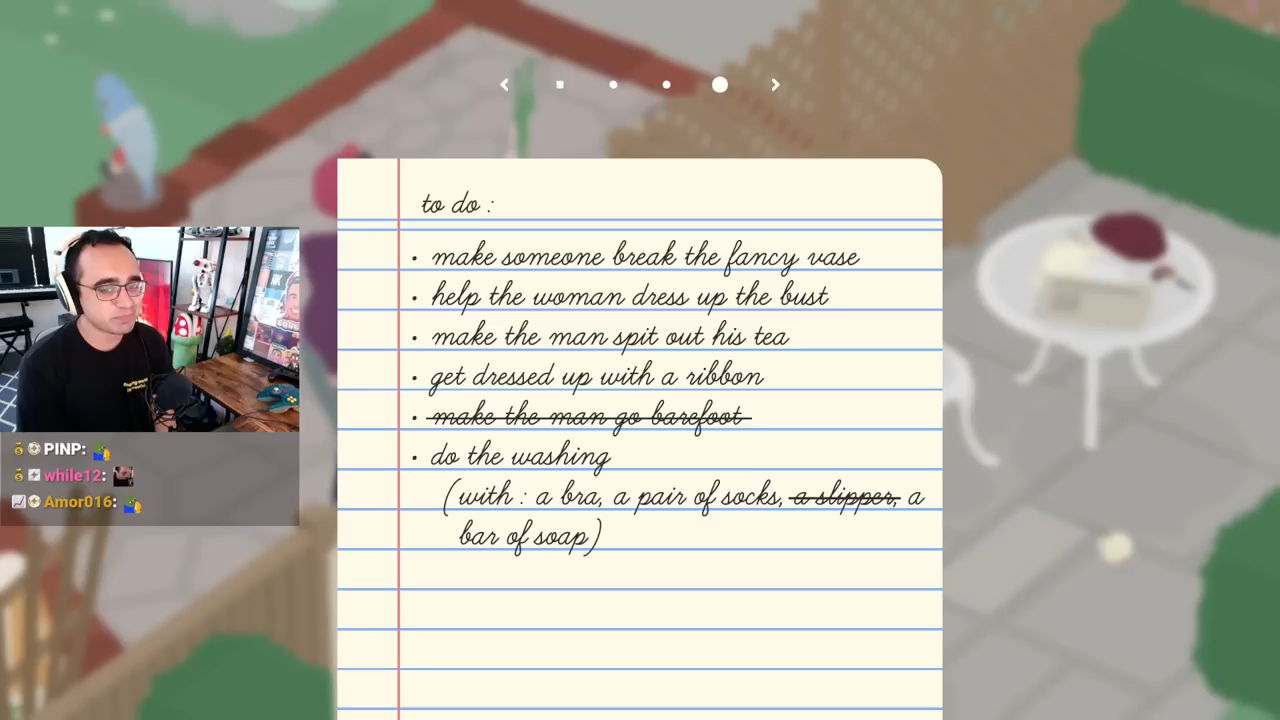 to do :
• make someone break the fancy vase
• help the woman dress up the bust
• make the man spit out his tea
• get dressed up with a ribbon
• make the man go barefoot
• do the washing
(with : a bra, a pair of socks, a slipper, a
bar of soap)
PINP:
while12:
Amor016: